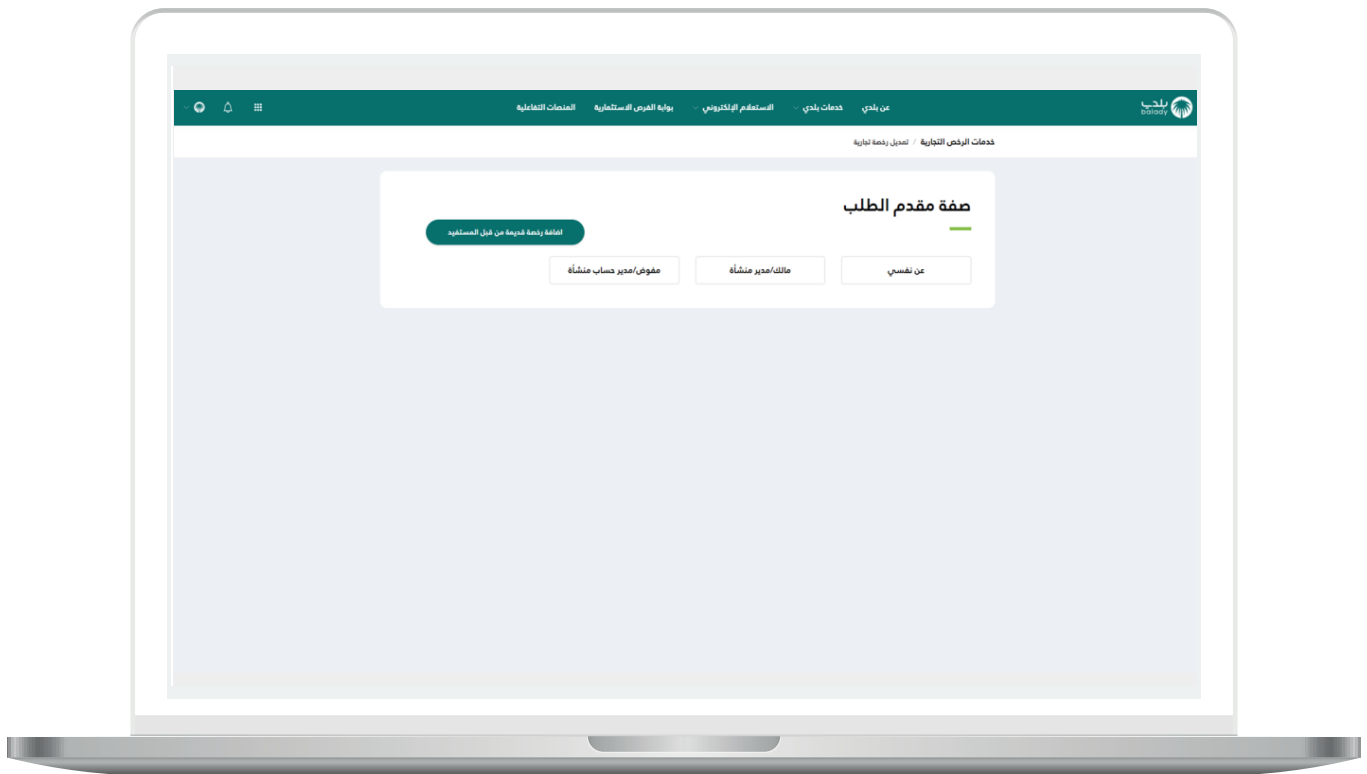 بلدي
balady
عن بلدي
خدمات بلدي
الاستعلام الإلكتروني
بوابة الفرص الاستثمارية
المنصات التفاعلية
خدمات الرخص التجارية / تعديل رخصة تجارية
صفة مقدم الطلب
اضافة رخصة قديمة من قبل المستفيد
عن نفسي
مالك/مدير منشأة
مفوض/مدير حساب منشأة